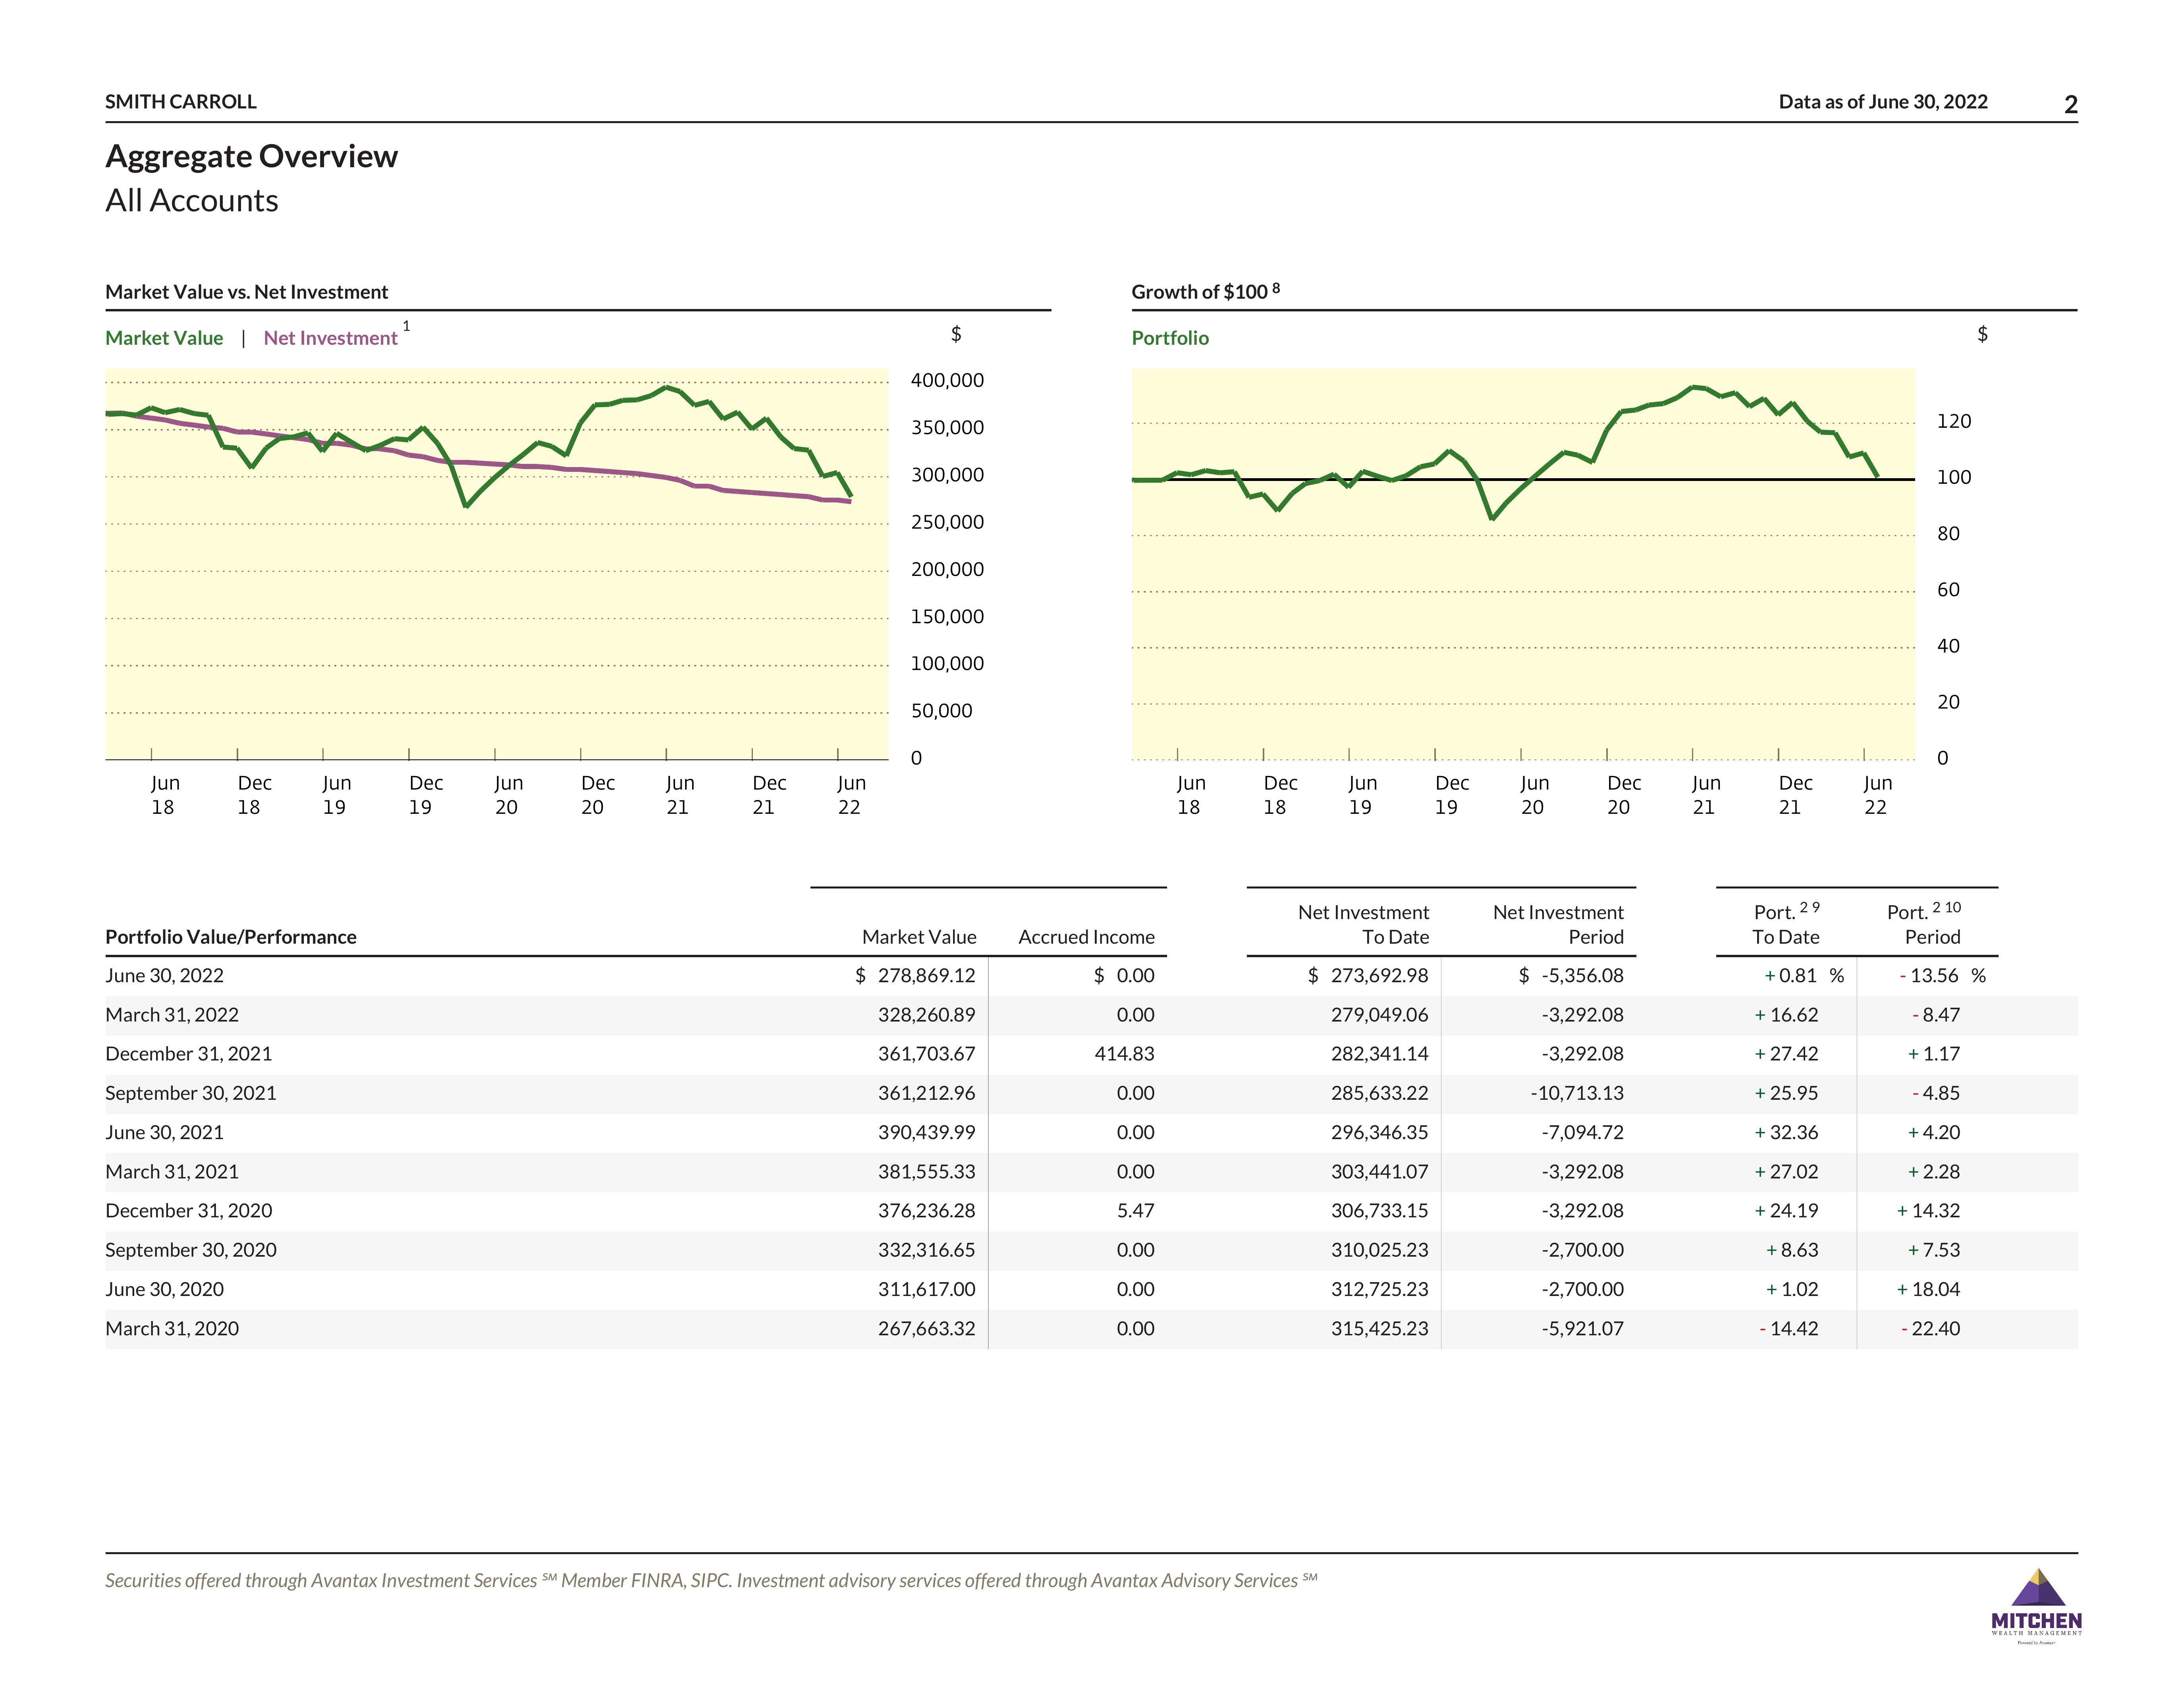 SMITH CARROLL Data as of June 30, 2022 2
Aggregate Overview
All Accounts
Market Value vs. Net Investment
Market Value | Net Investment 1 $
400,000
350,000
300,000
250,000
200,000
150,000
100,000
50,000
0
Jun Dec Jun Dec Jun Dec Jun Dec Jun
18 18 19 19 20 20 21 21 22
Growth of $100 8
Portfolio $
120
100
80
60
40
20
0
Jun Dec Jun Dec Jun Dec Jun Dec Jun
18 18 19 19 20 20 21 21 22
Net Investment Net Investment Port. 2 9 Port. 2 10
Portfolio Value/Performance Market Value Accrued Income To Date Period To Date Period
June 30, 2022 $ 278,869.12 $ 0.00 $ 273,692.98 $ -5,356.08 + 0.81 % - 13.56 %
March 31, 2022 328,260.89 0.00 279,049.06 -3,292.08 + 16.62 - 8.47
December 31, 2021 361,703.67 414.83 282,341.14 -3,292.08 + 27.42 + 1.17
September 30, 2021 361,212.96 0.00 285,633.22 -10,713.13 + 25.95 - 4.85
June 30, 2021 390,439.99 0.00 296,346.35 -7,094.72 + 32.36 + 4.20
March 31, 2021 381,555.33 0.00 303,441.07 -3,292.08 + 27.02 + 2.28
December 31, 2020 376,236.28 5.47 306,733.15 -3,292.08 + 24.19 + 14.32
September 30, 2020 332,316.65 0.00 310,025.23 -2,700.00 + 8.63 + 7.53
June 30, 2020 311,617.00 0.00 312,725.23 -2,700.00 + 1.02 + 18.04
March 31, 2020 267,663.32 0.00 315,425.23 -5,921.07 - 14.42 - 22.40
Securities offered through Avantax Investment Services ℠ Member FINRA, SIPC. Investment advisory services offered through Avantax Advisory Services ℠
MITCHEN
WEALTH MANAGEMENT
Powered by Avantax